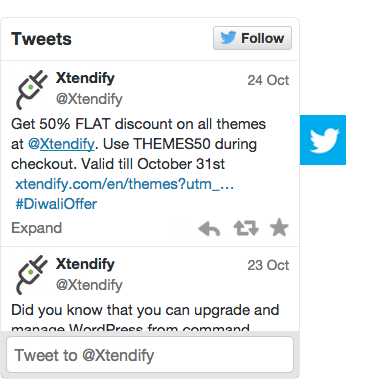 Tweets
Follow
Xtendify
24 Oct
@Xtendify
Get 50% FLAT discount on all themes
at @Xtendify. Use THEMES50 during
checkout. Valid till October 31st
xtendify.com/en/themes?utm_...
#DiwaliOffer
Expand
Xtendify
23 Oct
@Xtendify
Did you know that you can upgrade and
manage WordPress from command
Tweet to @Xtendify